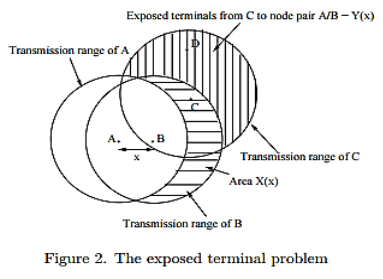 Exposed terminals from C to node pair A/B – Y(x)
Transmission range of A
D
C
A
B
x
Transmission range of C
Area X(x)
Transmission range of B
Figure 2. The exposed terminal problem